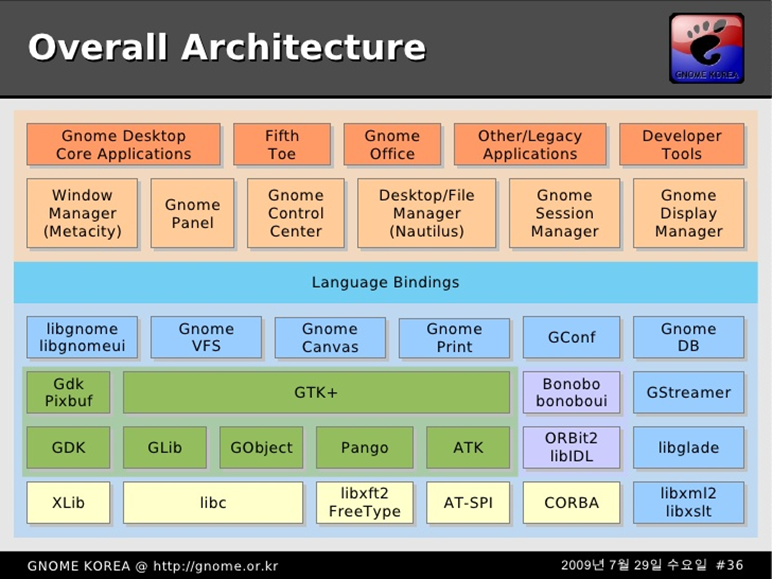 Overall Architecture
GNOME KOREA
Gnome Desktop
Core Applications
Fifth
Toe
Gnome
Office
Other/Legacy
Applications
Developer
Tools
Window
Manager
(Metacity)
Gnome
Panel
Gnome
Control
Center
Desktop/File
Manager
(Nautilus)
Gnome
Session
Manager
Gnome
Display
Manager
Language Bindings
libgnome
libgnomeui
Gnome
VFS
Gnome
Canvas
Gnome
Print
GConf
Gnome
DB
Gdk
Pixbuf
GTK+
Bonobo
bonoboui
GStreamer
GDK
GLib
GObject
Pango
ATK
ORBit2
libIDL
libglade
XLib
libc
libxft2
FreeType
AT-SPI
CORBA
libxml2
libxslt
GNOME KOREA @ http://gnome.or.kr
2009년 7월 29일 수요일 #36